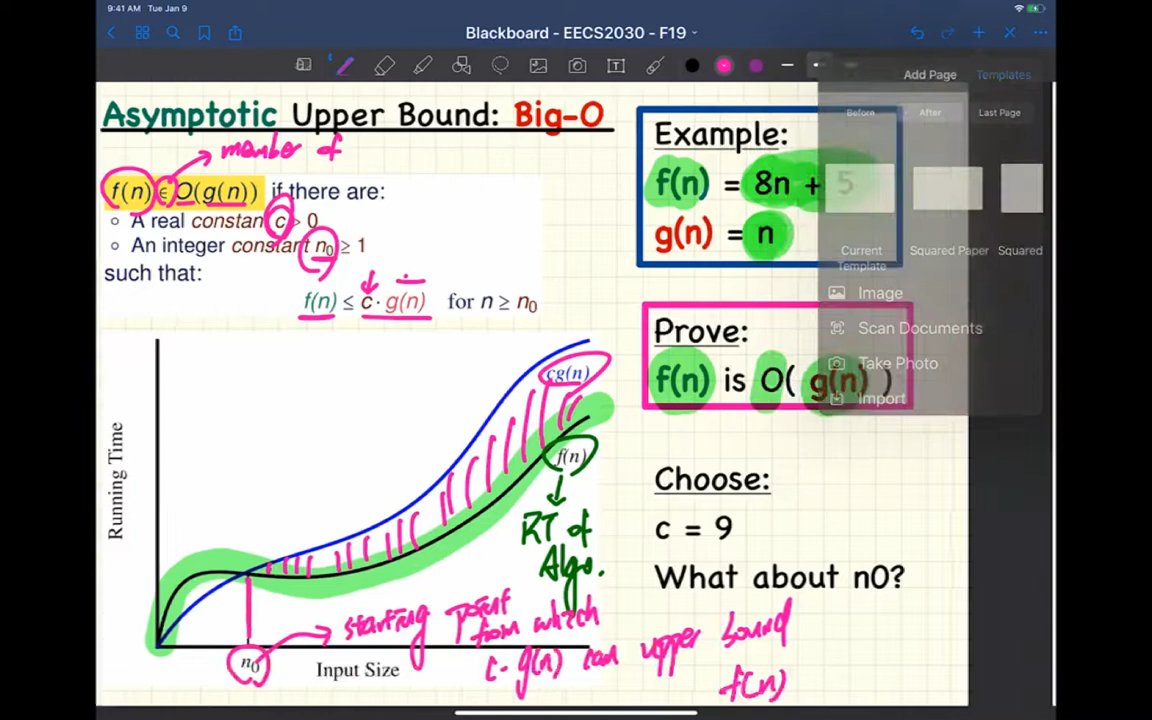 9:41 AM Tue Jan 9
Blackboard - EECS2030 - F19
Add Page
Templates
Before
After
Last Page
Current Template
Squared Paper
Squared
Image
Scan Documents
Take Photo
Import
Asymptotic Upper Bound: Big-O
member of
f(n) ∈ O(g(n)) if there are:
○ A real constant c > 0
○ An integer constant n₀ ≥ 1
such that:
f(n) ≤ c · g(n) for n ≥ n₀
Running Time
cg(n)
f(n)
RT of
Algo.
n₀
Input Size
starting point
from which
c·g(n) can upper bound
f(n)
Example:
f(n) = 8n + 5
g(n) = n
Prove:
f(n) is O( g(n) )
Choose:
c = 9
What about n0?